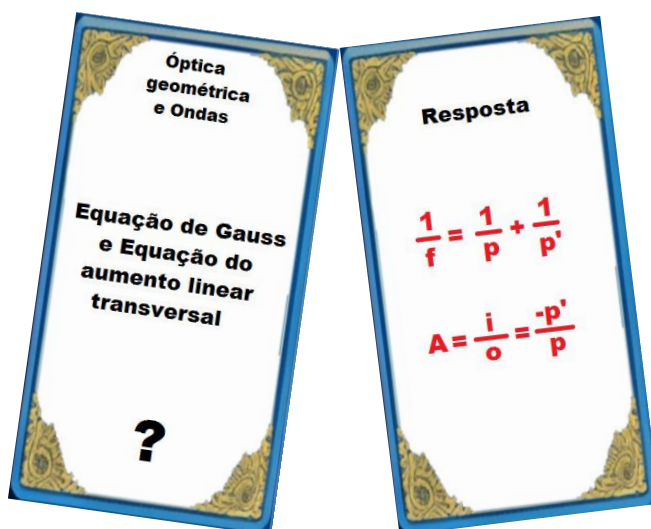 Óptica
geométrica
e Ondas
Equação de Gauss
e Equação do
aumento linear
transversal
?
Resposta
1/f = 1/p + 1/p'
A = i/o = -p'/p